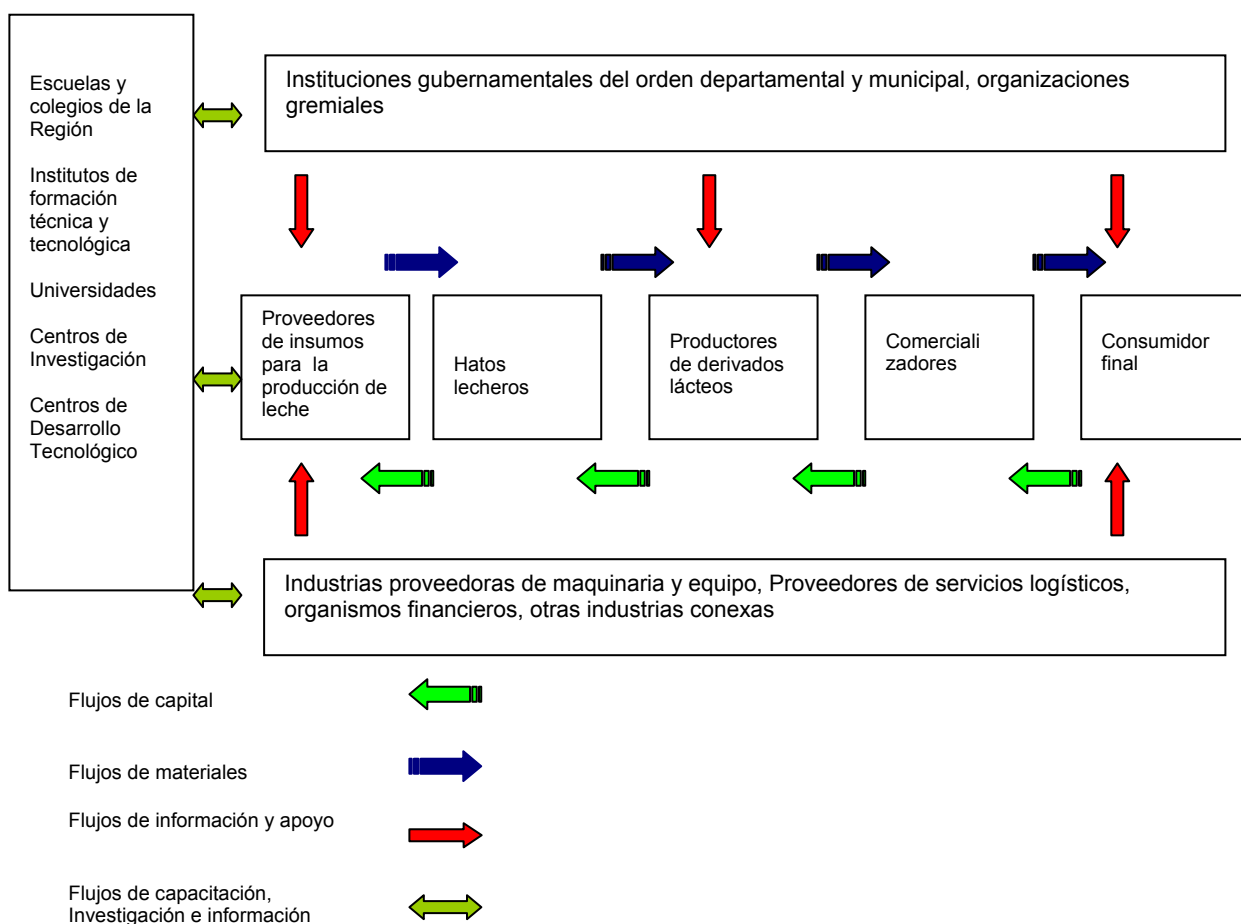 Escuelas y
colegios de la
Región
Institutos de
formación
técnica y
tecnológica
Universidades
Centros de
Investigación
Centros de
Desarrollo
Tecnológico
Instituciones gubernamentales del orden departamental y municipal, organizaciones
gremiales
Proveedores
de insumos
para la
producción de
leche
Hatos
lecheros
Productores
de derivados
lácteos
Comerciali
zadores
Consumidor
final
Industrias proveedoras de maquinaria y equipo, Proveedores de servicios logísticos,
organismos financieros, otras industrias conexas
Flujos de capital
Flujos de materiales
Flujos de información y apoyo
Flujos de capacitación,
Investigación e información